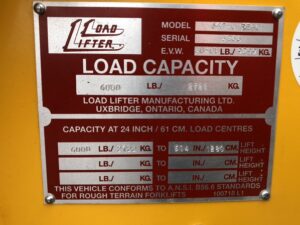 LOAD LIFTER
MODEL
SERIAL
E.V.W. LB./ KG.
LOAD CAPACITY
6000 LB./ KG.
LOAD LIFTER MANUFACTURING LTD.
UXBRIDGE, ONTARIO, CANADA
CAPACITY AT 24 INCH / 61 CM. LOAD CENTRES
6000 LB./ KG. TO IN./ CM. LIFT HEIGHT
LB./ KG. TO IN./ CM. LIFT HEIGHT
LB./ KG. TO IN./ CM. LIFT HEIGHT
THIS VEHICLE CONFORMS TO A.N.S.I. B56.6 STANDARDS
FOR ROUGH TERRAIN FORKLIFTS 100718 L1